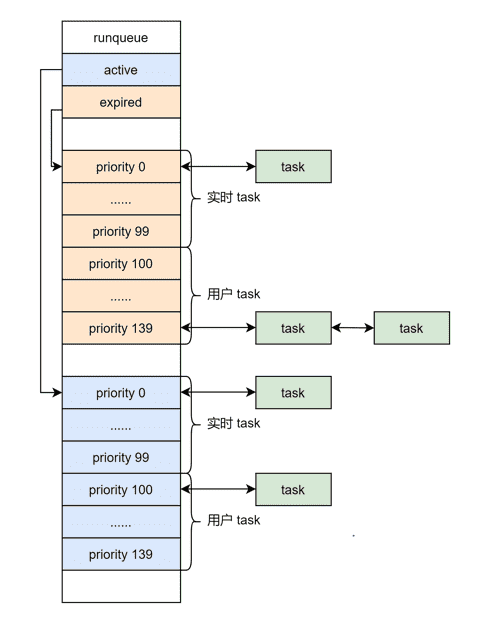 runqueue
active
expired
priority 0
task
......
实时 task
priority 99
priority 100
......
用户 task
priority 139
task
task
priority 0
task
......
实时 task
priority 99
priority 100
task
......
用户 task
priority 139